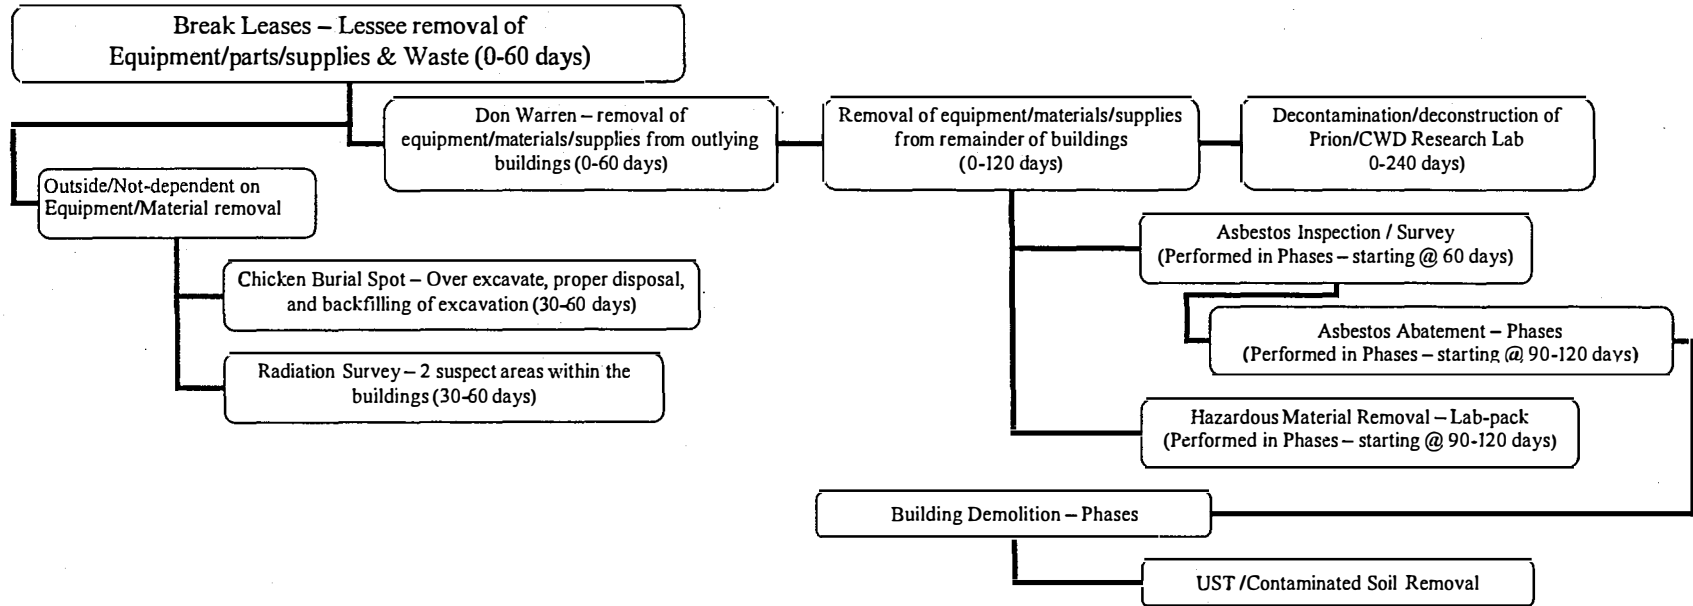 Break Leases – Lessee removal of
Equipment/parts/supplies & Waste (0-60 days)
Don Warren – removal of
equipment/materials/supplies from outlying
buildings (0-60 days)
Removal of equipment/materials/supplies
from remainder of buildings
(0-120 days)
Decontamination/deconstruction of
Prion/CWD Research Lab
0-240 days)
Outside/Not-dependent on
Equipment/Material removal
Chicken Burial Spot – Over excavate, proper disposal,
and backfilling of excavation (30-60 days)
Radiation Survey – 2 suspect areas within the
buildings (30-60 days)
Asbestos Inspection / Survey
(Performed in Phases – starting @ 60 days)
Asbestos Abatement – Phases
(Performed in Phases – starting @ 90-120 days)
Hazardous Material Removal – Lab-pack
(Performed in Phases – starting @ 90-120 days)
Building Demolition – Phases
UST /Contaminated Soil Removal